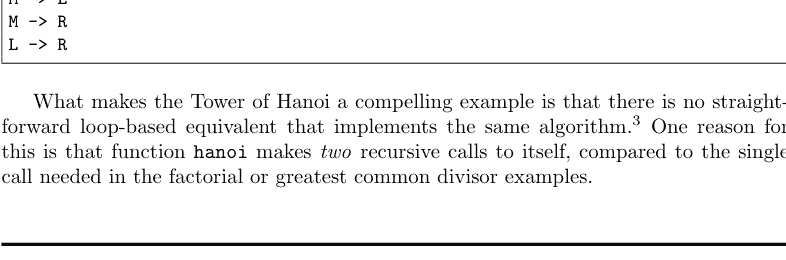 M -> R
L -> R
What makes the Tower of Hanoi a compelling example is that there is no straight-
forward loop-based equivalent that implements the same algorithm.³ One reason for
this is that function hanoi makes two recursive calls to itself, compared to the single
call needed in the factorial or greatest common divisor examples.